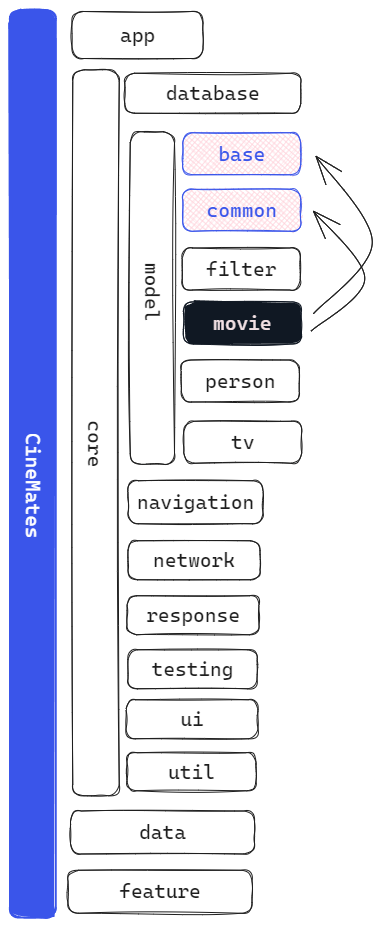 CineMates
app
core
database
model
base
common
filter
movie
person
tv
navigation
network
response
testing
ui
util
data
feature